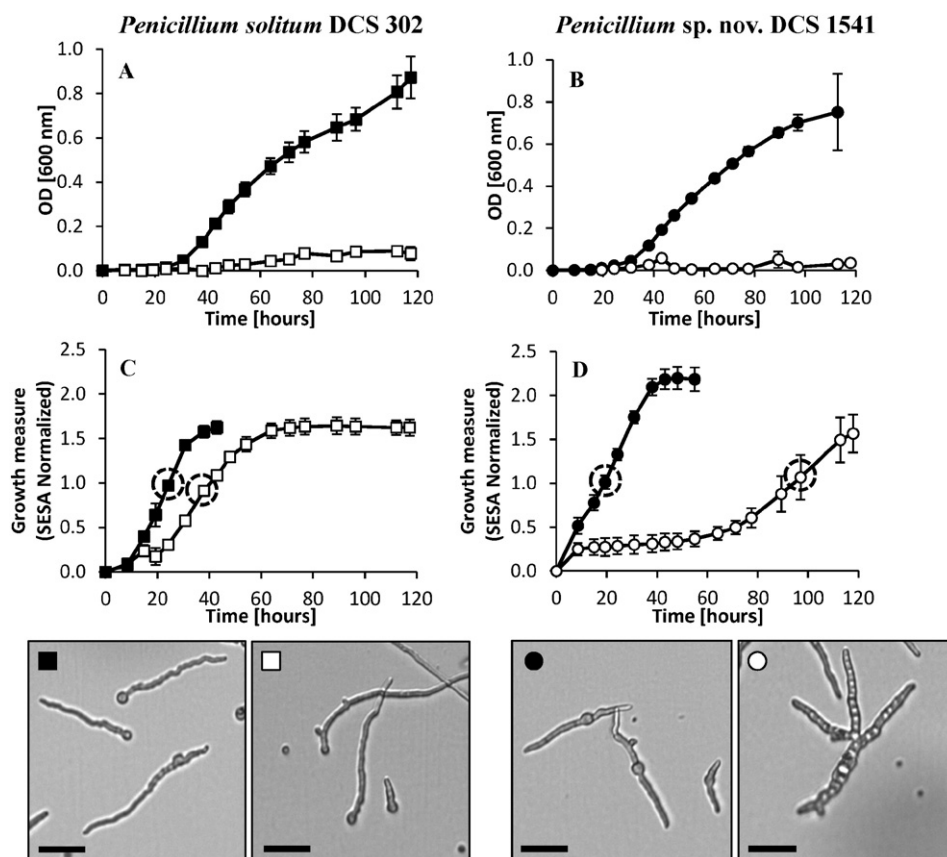 Penicillium solitum DCS 302
Penicillium sp. nov. DCS 1541
A
OD [600 nm]
1.0
0.8
0.6
0.4
0.2
0.0
0 20 40 60 80 100 120
Time [hours]
B
OD [600 nm]
1.0
0.8
0.6
0.4
0.2
0.0
0 20 40 60 80 100 120
Time [hours]
C
Growth measure
(SESA Normalized)
2.5
2.0
1.5
1.0
0.5
0.0
0 20 40 60 80 100 120
Time [hours]
D
Growth measure
(SESA Normalized)
2.5
2.0
1.5
1.0
0.5
0.0
0 20 40 60 80 100 120
Time [hours]